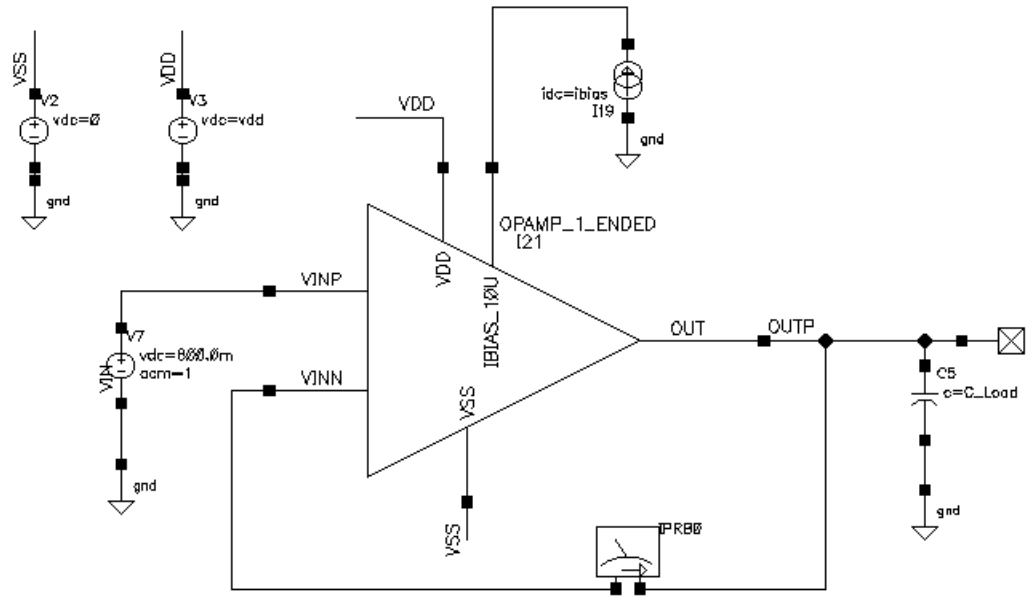 VSS
V2
vdc=0
gnd
VDD
V3
vdc=vdd
gnd
VDD
idc=ibias
I19
gnd
OPAMP_1_ENDED
I21
VDD
IBIAS_10U
VINP
V7
vdc=800.0m
acm=1
VIN
gnd
VINN
VSS
VSS
OUT
OUTP
C5
c=C_Load
gnd
IPRB0